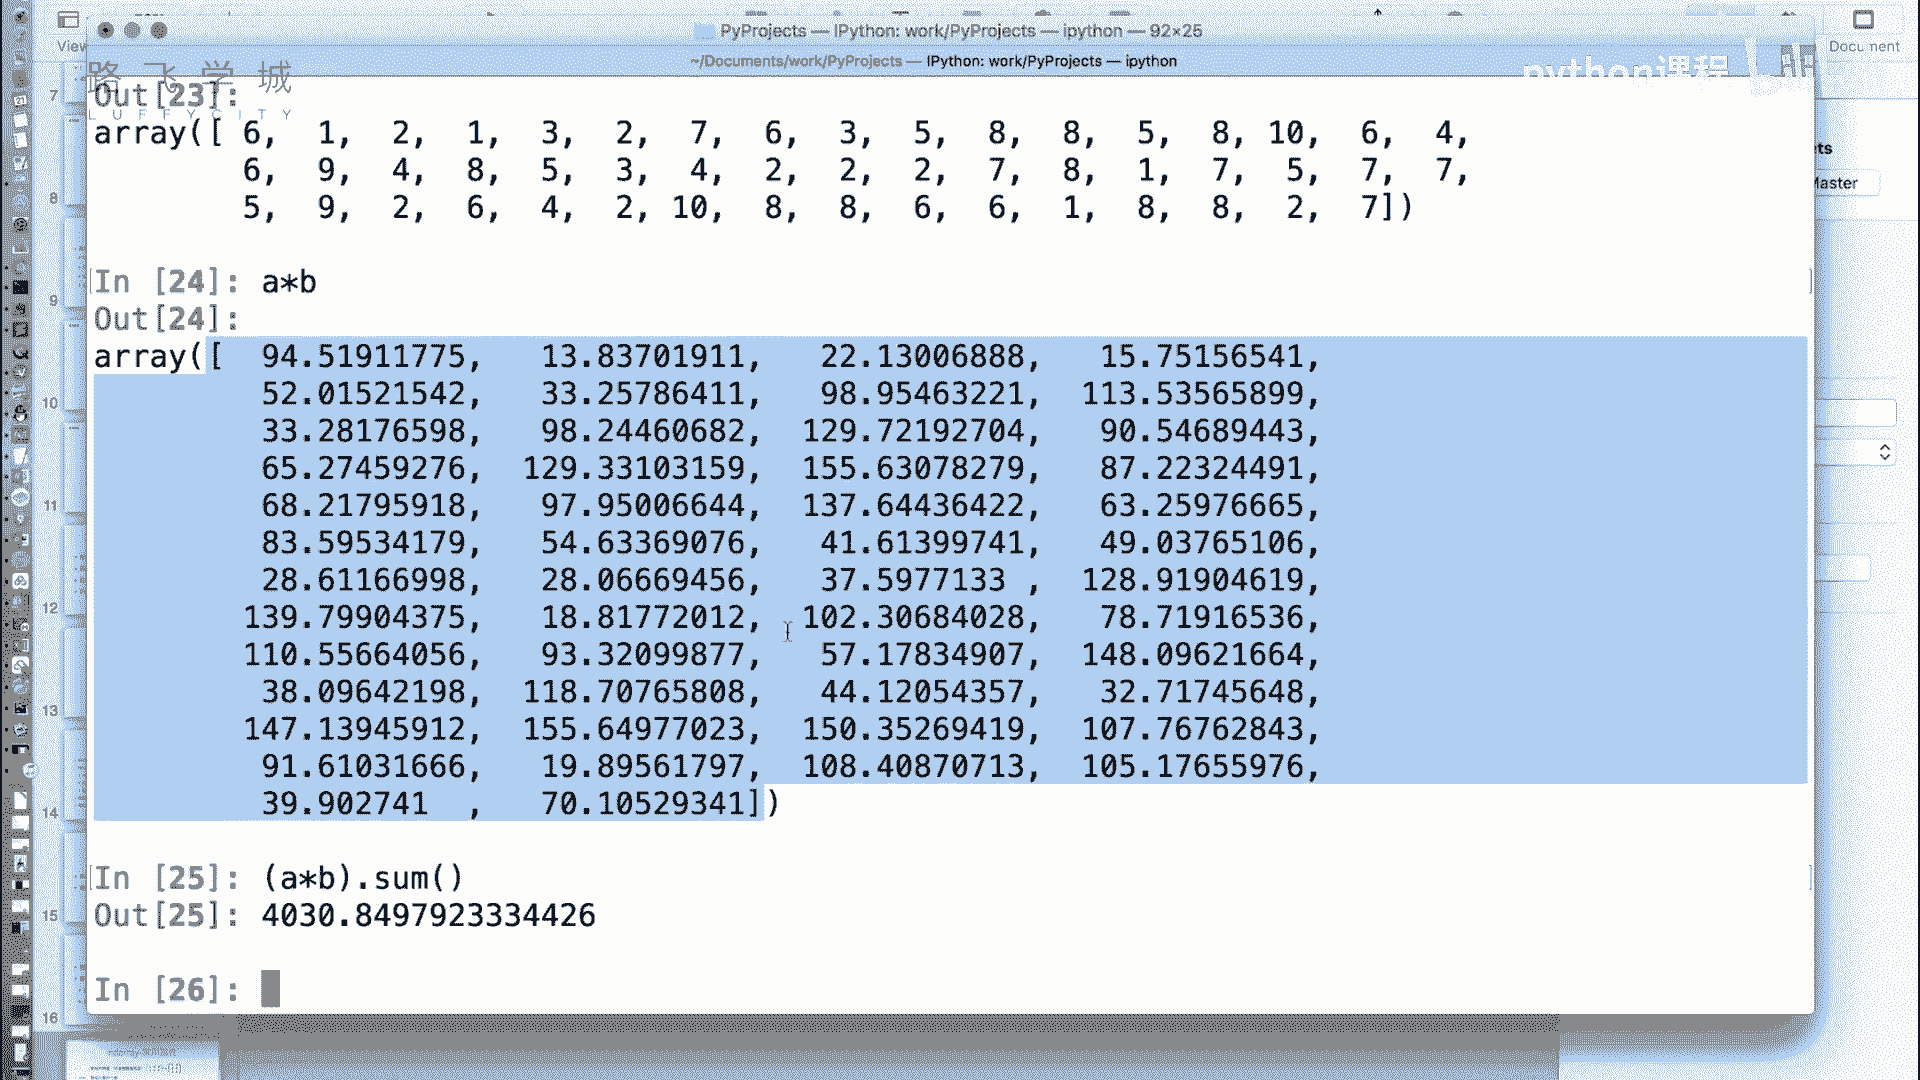 PyProjects — IPython: work/PyProjects — ipython — 92×25
View
Document
~/Documents/work/PyProjects — IPython: work/PyProjects — ipython
路飞学城
LUFFYCITY
python课程
Out[23]:
array([ 6,  1,  2,  1,  3,  2,  7,  6,  3,  5,  8,  8,  5,  8, 10,  6,  4,
6,  9,  4,  8,  5,  3,  4,  2,  2,  2,  7,  8,  1,  7,  5,  7,  7,
5,  9,  2,  6,  4,  2, 10,  8,  8,  6,  6,  1,  8,  8,  2,  7])
In [24]: a*b
Out[24]:
array([  94.51911775,   13.83701911,   22.13006888,   15.75156541,
52.01521542,   33.25786411,   98.95463221,  113.53565899,
33.28176598,   98.24460682,  129.72192704,   90.54689443,
65.27459276,  129.33103159,  155.63078279,   87.22324491,
68.21795918,   97.95006644,  137.64436422,   63.25976665,
83.59534179,   54.63369076,   41.61399741,   49.03765106,
28.61166998,   28.06669456,   37.5977133 ,  128.91904619,
139.79904375,   18.81772012,  102.30684028,   78.71916536,
110.55664056,   93.32099877,   57.17834907,  148.09621664,
38.09642198,  118.70765808,   44.12054357,   32.71745648,
147.13945912,  155.64977023,  150.35269419,  107.76762843,
91.61031666,   19.89561797,  108.40870713,  105.17655976,
39.902741  ,   70.10529341])
In [25]: (a*b).sum()
Out[25]: 4030.8497923334426
In [26]:
7
8
9
10
11
12
13
14
15
16